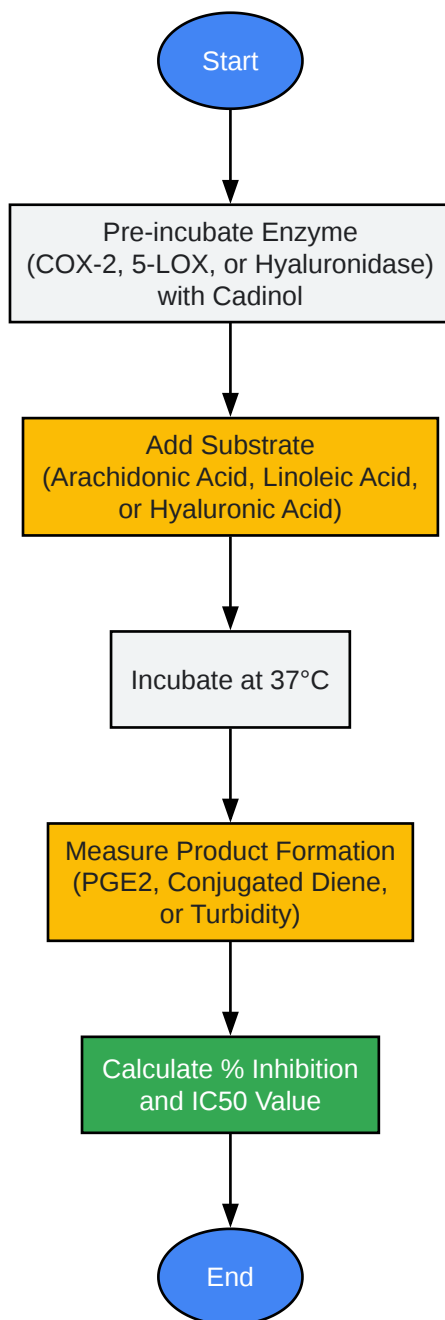 Start
Pre-incubate Enzyme
(COX-2, 5-LOX, or Hyaluronidase)
with Cadinol
Add Substrate
(Arachidonic Acid, Linoleic Acid,
or Hyaluronic Acid)
Incubate at 37°C
Measure Product Formation
(PGE2, Conjugated Diene,
or Turbidity)
Calculate % Inhibition
and IC50 Value
End